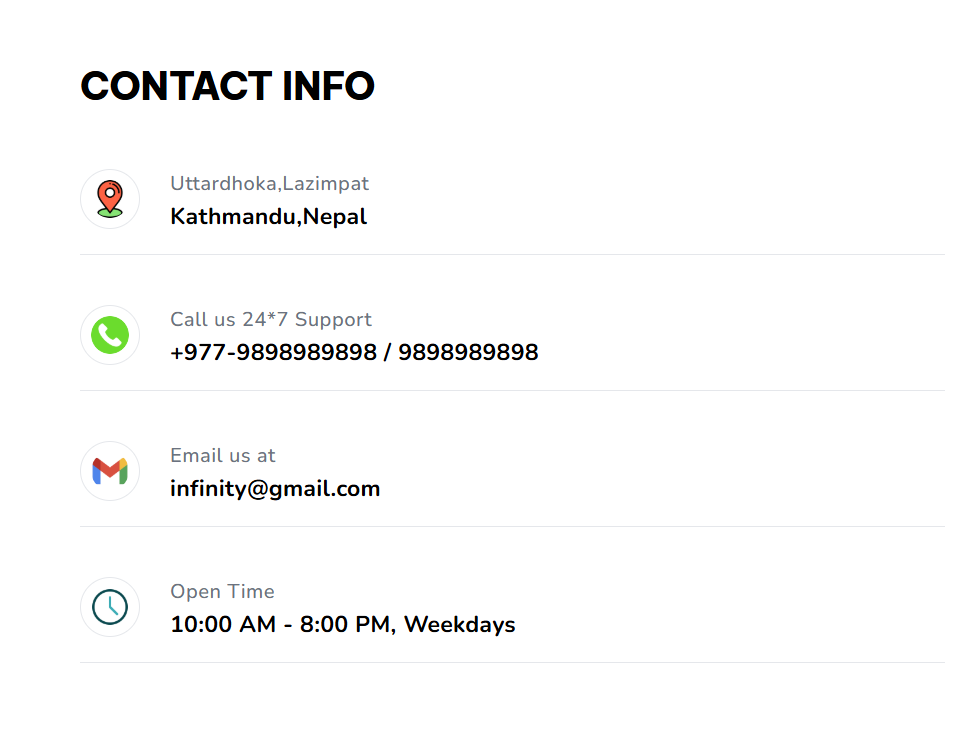 CONTACT INFO
Uttardhoka,Lazimpat
Kathmandu,Nepal
Call us 24*7 Support
+977-9898989898 / 9898989898
Email us at
infinity@gmail.com
Open Time
10:00 AM - 8:00 PM, Weekdays